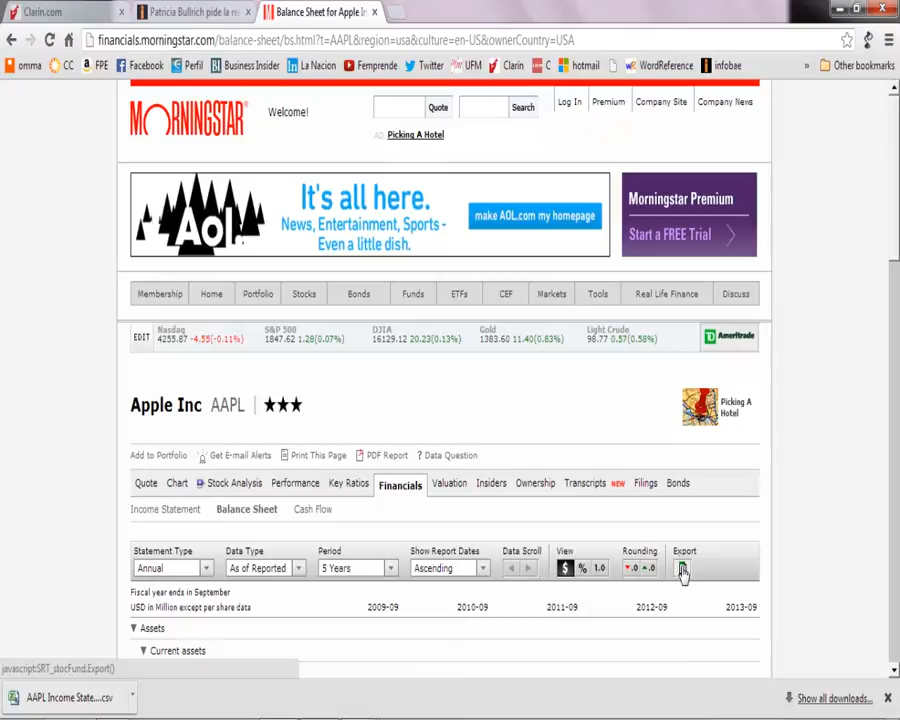 Clarin.com
Patricia Bullrich pide la re
Balance Sheet for Apple In
financials.morningstar.com/balance-sheet/bs.html?t=AAPL&region=usa&culture=en-US&ownerCountry=USA
omma CC FPE Facebook Perfil Business Insider La Nacion Femprende Twitter UFM Clarin C hotmail WordReference infobae » Other bookmarks
MORNINGSTAR® Welcome! Quote Search Log In Premium Company Site Company News
AD Picking A Hotel
Aol.
It's all here.
News, Entertainment, Sports -
Even a little dish.
make AOL.com my homepage
Morningstar Premium
Start a FREE Trial
Membership Home Portfolio Stocks Bonds Funds ETFs CEF Markets Tools Real Life Finance Discuss
EDIT
Nasdaq
4255.87 -4.55(-0.11%)
S&P 500
1847.62 1.28(0.07%)
DJIA
16129.12 20.23(0.13%)
Gold
1383.60 11.40(0.83%)
Light Crude
98.77 0.57(0.58%)
Ameritrade
Apple Inc AAPL ★★★
Picking A
Hotel
Add to Portfolio Get E-mail Alerts Print This Page PDF Report ? Data Question
Quote Chart Stock Analysis Performance Key Ratios Financials Valuation Insiders Ownership Transcripts NEW Filings Bonds
Income Statement Balance Sheet Cash Flow
Statement Type Data Type Period Show Report Dates Data Scroll View Rounding Export
Annual As of Reported 5 Years Ascending $ % 1.0 .0 .0
Fiscal year ends in September
USD in Million except per share data 2009-09 2010-09 2011-09 2012-09 2013-09
Assets
Current assets
javascript:SRT_stocFund.Export()
AAPL Income State....csv
Show all downloads...